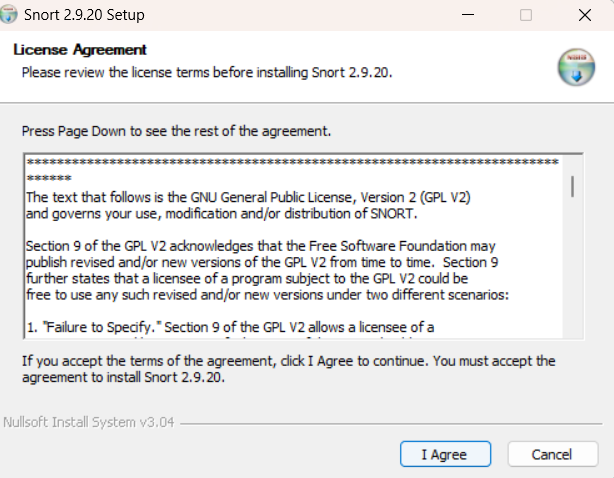 Snort 2.9.20 Setup
License Agreement
Please review the license terms before installing Snort 2.9.20.
Press Page Down to see the rest of the agreement.
***********************************************************************
******
The text that follows is the GNU General Public License, Version 2 (GPL V2)
and governs your use, modification and/or distribution of SNORT.
Section 9 of the GPL V2 acknowledges that the Free Software Foundation may
publish revised and/or new versions of the GPL V2 from time to time.  Section 9
further states that a licensee of a program subject to the GPL V2 could be
free to use any such revised and/or new versions under two different scenarios:
1. "Failure to Specify." Section 9 of the GPL V2 allows a licensee of a
If you accept the terms of the agreement, click I Agree to continue. You must accept the
agreement to install Snort 2.9.20.
Nullsoft Install System v3.04
I Agree
Cancel